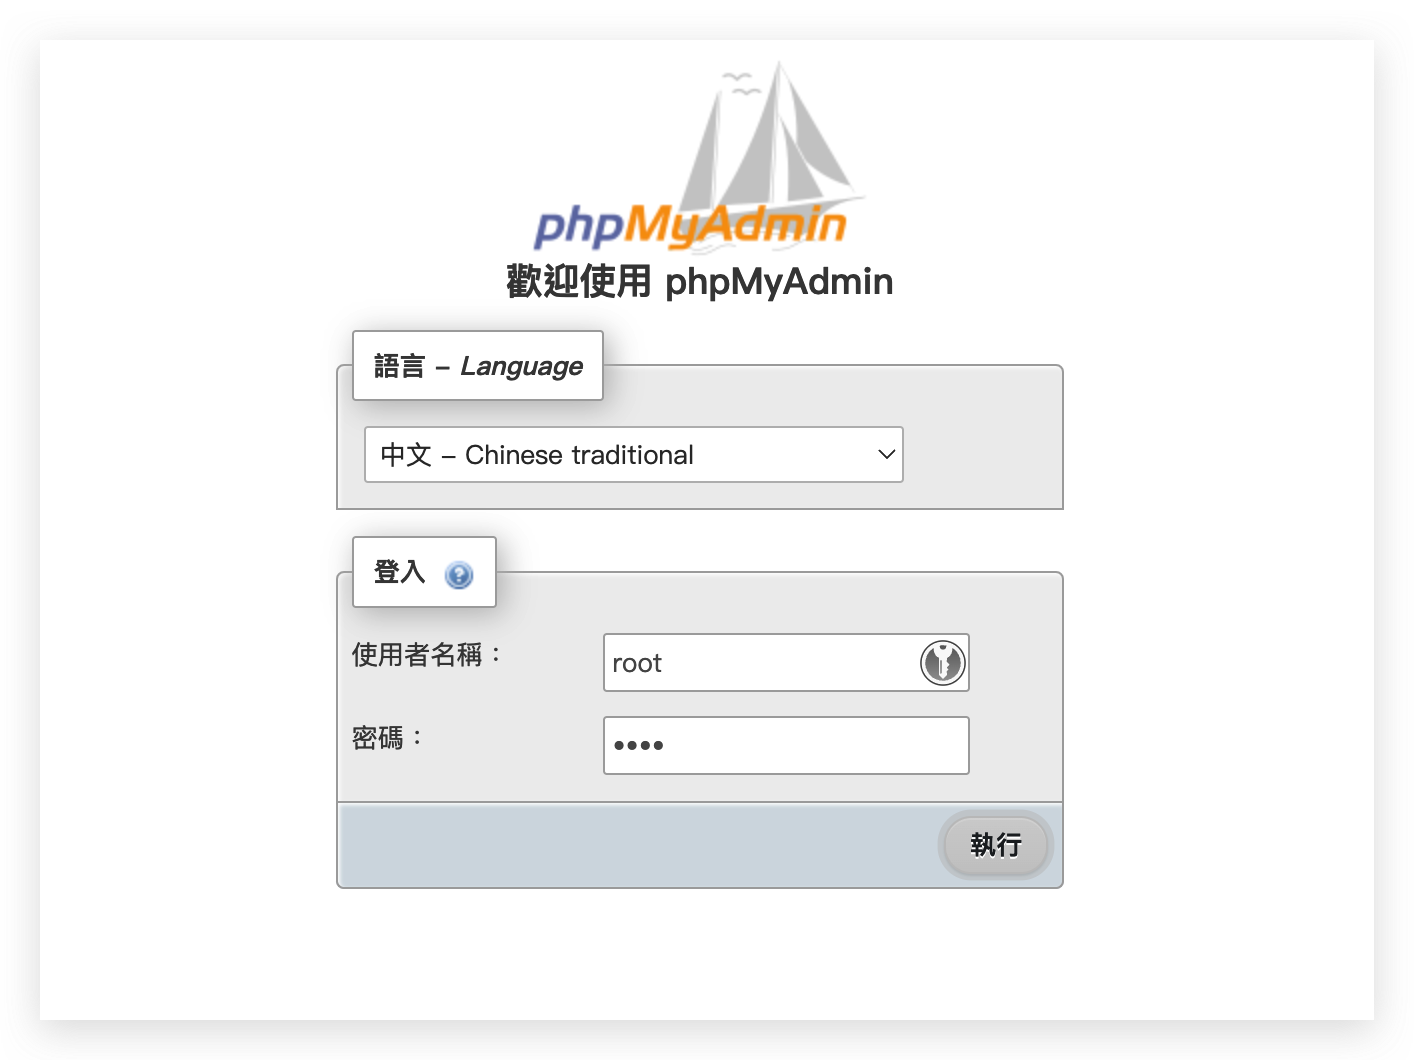 phpMyAdmin
歡迎使用 phpMyAdmin
語言 - Language
中文 - Chinese traditional
登入
使用者名稱：
root
密碼：
執行